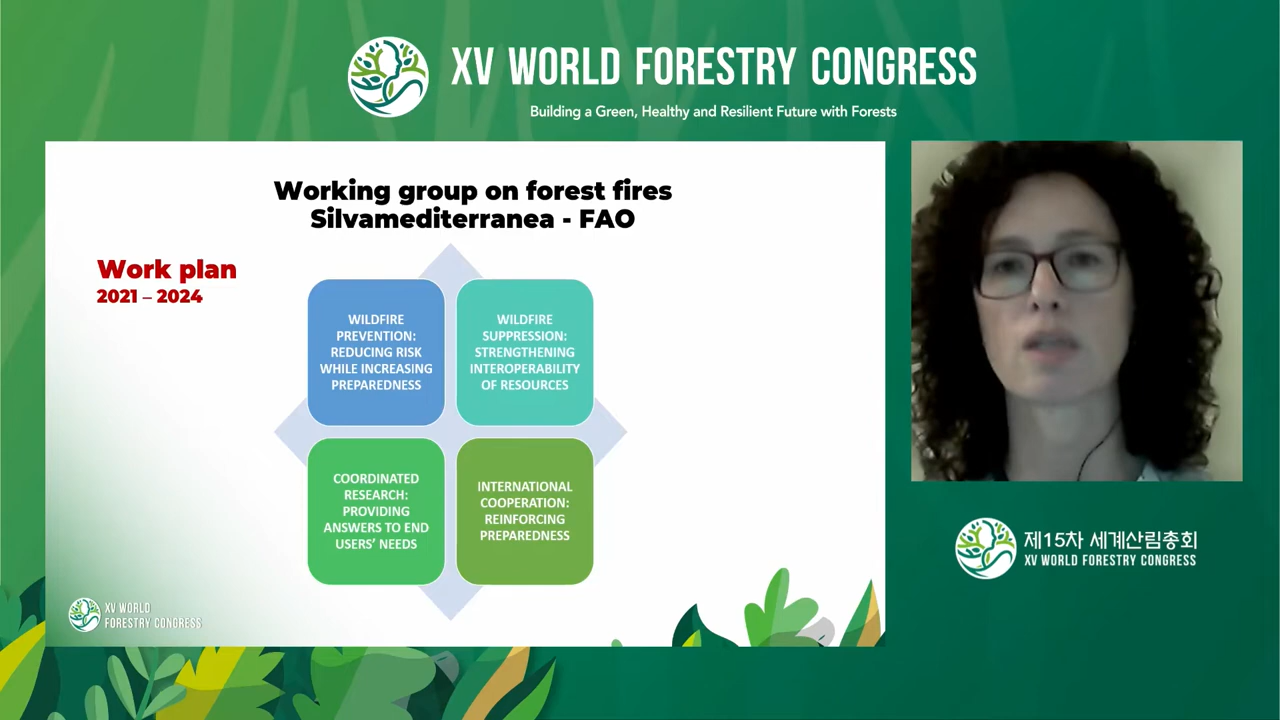 XV WORLD FORESTRY CONGRESS
Building a Green, Healthy and Resilient Future with Forests
Working group on forest fires
Silvamediterranea - FAO
Work plan
2021 – 2024
WILDFIRE
PREVENTION:
REDUCING RISK
WHILE INCREASING
PREPAREDNESS
WILDFIRE
SUPPRESSION:
STRENGTHENING
INTEROPERABILITY
OF RESOURCES
COORDINATED
RESEARCH:
PROVIDING
ANSWERS TO END
USERS’ NEEDS
INTERNATIONAL
COOPERATION:
REINFORCING
PREPAREDNESS
XV WORLD
FORESTRY CONGRESS
제15차 세계산림총회
XV WORLD FORESTRY CONGRESS